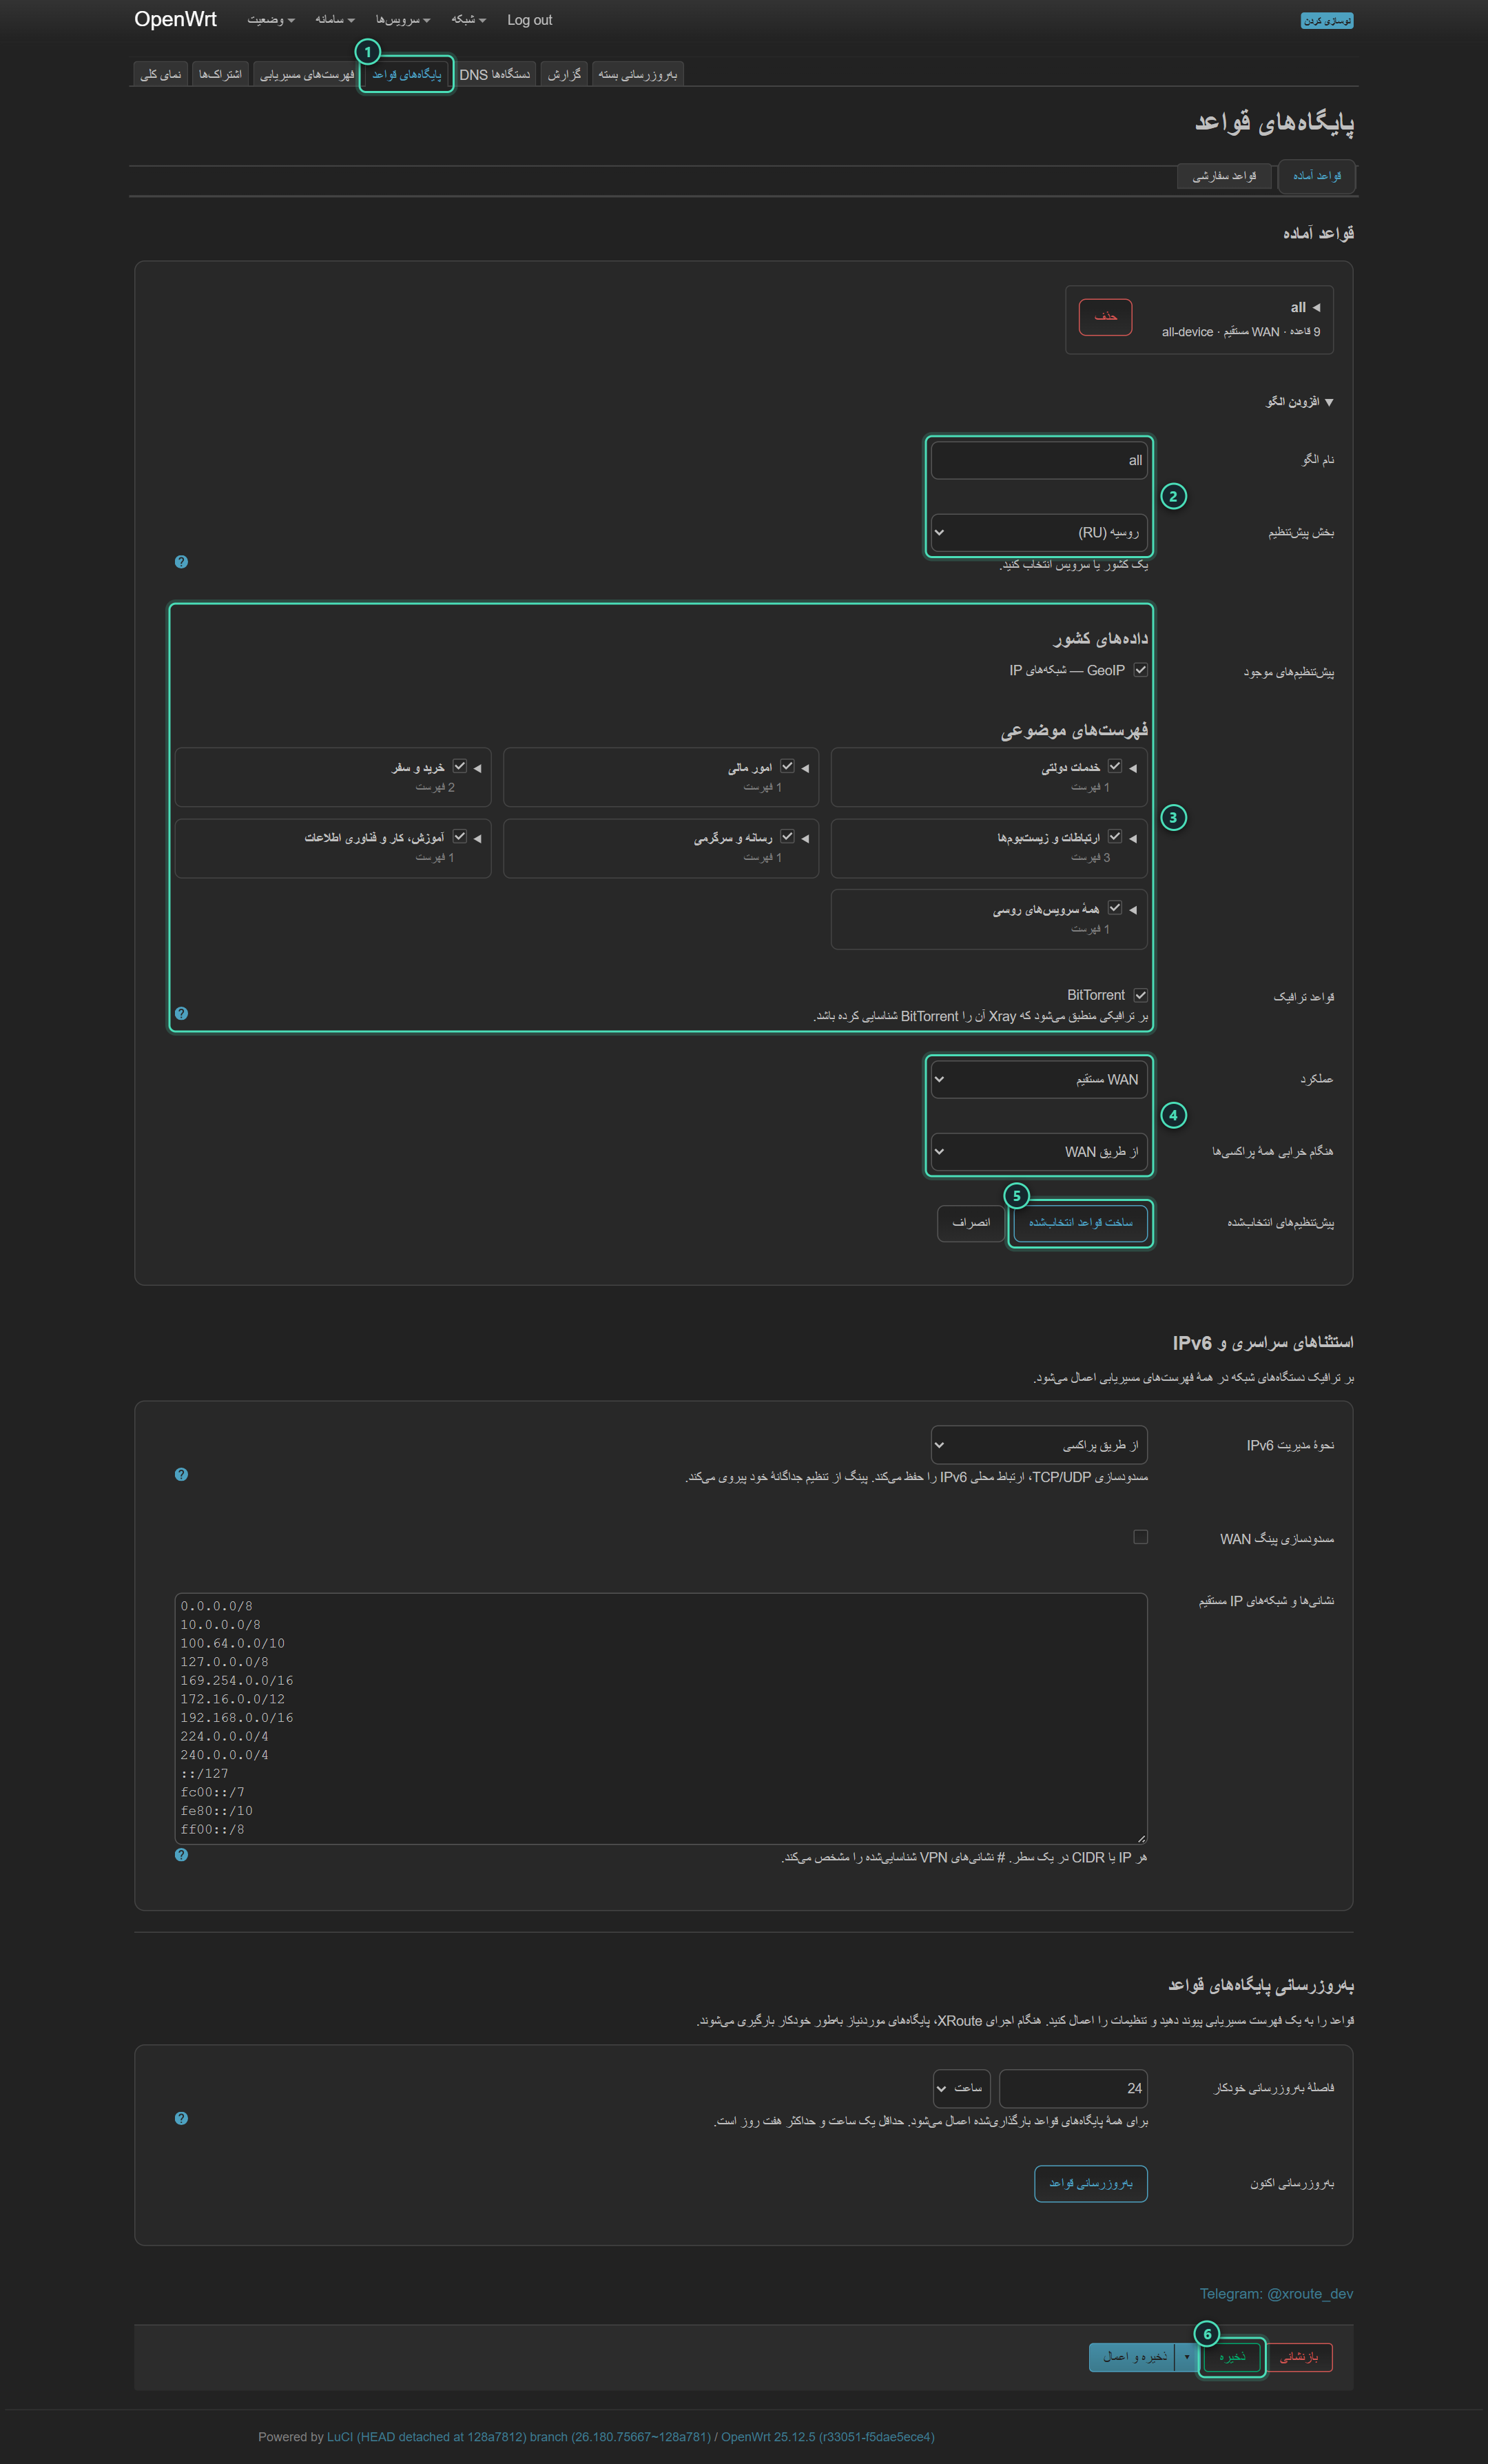 OpenWrt
وضعیت
سامانه
سرویس‌ها
شبکه
Log out
نوسازی کردن
1
نمای کلی
اشتراک‌ها
فهرست‌های مسیریابی
پایگاه‌های قواعد
دستگاه‌ها DNS
گزارش
به‌روزرسانی بسته
پایگاه‌های قواعد
قواعد آماده
قواعد سفارشی
قواعد آماده
all
9 قاعده · WAN مستقیم · all-device
حذف
افزودن الگو
نام الگو
all
2
بخش پیش‌تنظیم
روسیه (RU)
یک کشور یا سرویس انتخاب کنید.
?
پیش‌تنظیم‌های موجود
داده‌های کشور
GeoIP — شبکه‌های IP
فهرست‌های موضوعی
خدمات دولتی
1 فهرست
امور مالی
1 فهرست
خرید و سفر
2 فهرست
3
ارتباطات و زیست‌بوم‌ها
3 فهرست
رسانه و سرگرمی
1 فهرست
آموزش، کار و فناوری اطلاعات
1 فهرست
همهٔ سرویس‌های روسی
1 فهرست
قواعد ترافیک
BitTorrent
بر ترافیکی منطبق می‌شود که Xray آن را BitTorrent شناسایی کرده باشد.
?
عملکرد
WAN مستقیم
4
هنگام خرابی همهٔ پراکسی‌ها
از طریق WAN
5
پیش‌تنظیم‌های انتخاب‌شده
ساخت قواعد انتخاب‌شده
انصراف
استثناهای سراسری و IPv6
بر ترافیک دستگاه‌های شبکه در همهٔ فهرست‌های مسیریابی اعمال می‌شود.
نحوهٔ مدیریت IPv6
از طریق پراکسی
مسدودسازی TCP/UDP، ارتباط محلی IPv6 را حفظ می‌کند. پینگ از تنظیم جداگانهٔ خود پیروی می‌کند.
?
مسدودسازی پینگ WAN
نشانی‌ها و شبکه‌های IP مستقیم
0.0.0.0/8
10.0.0.0/8
100.64.0.0/10
127.0.0.0/8
169.254.0.0/16
172.16.0.0/12
192.168.0.0/16
224.0.0.0/4
240.0.0.0/4
::/127
fc00::/7
fe80::/10
ff00::/8
هر IP یا CIDR در یک سطر. # نشانی‌های VPN شناسایی‌شده را مشخص می‌کند.
?
به‌روزرسانی پایگاه‌های قواعد
قواعد را به یک فهرست مسیریابی پیوند دهید و تنظیمات را اعمال کنید. هنگام اجرای XRoute، پایگاه‌های موردنیاز به‌طور خودکار بارگیری می‌شوند.
فاصلهٔ به‌روزرسانی خودکار
24
ساعت
برای همهٔ پایگاه‌های قواعد بارگذاری‌شده اعمال می‌شود. حداقل یک ساعت و حداکثر هفت روز است.
?
به‌روزرسانی اکنون
به‌روزرسانی قواعد
Telegram: @xroute_dev
6
بازنشانی
ذخیره
ذخیره و اعمال
Powered by LuCI (HEAD detached at 128a7812) branch (26.180.75667~128a781) / OpenWrt 25.12.5 (r33051-f5dae5ece4)